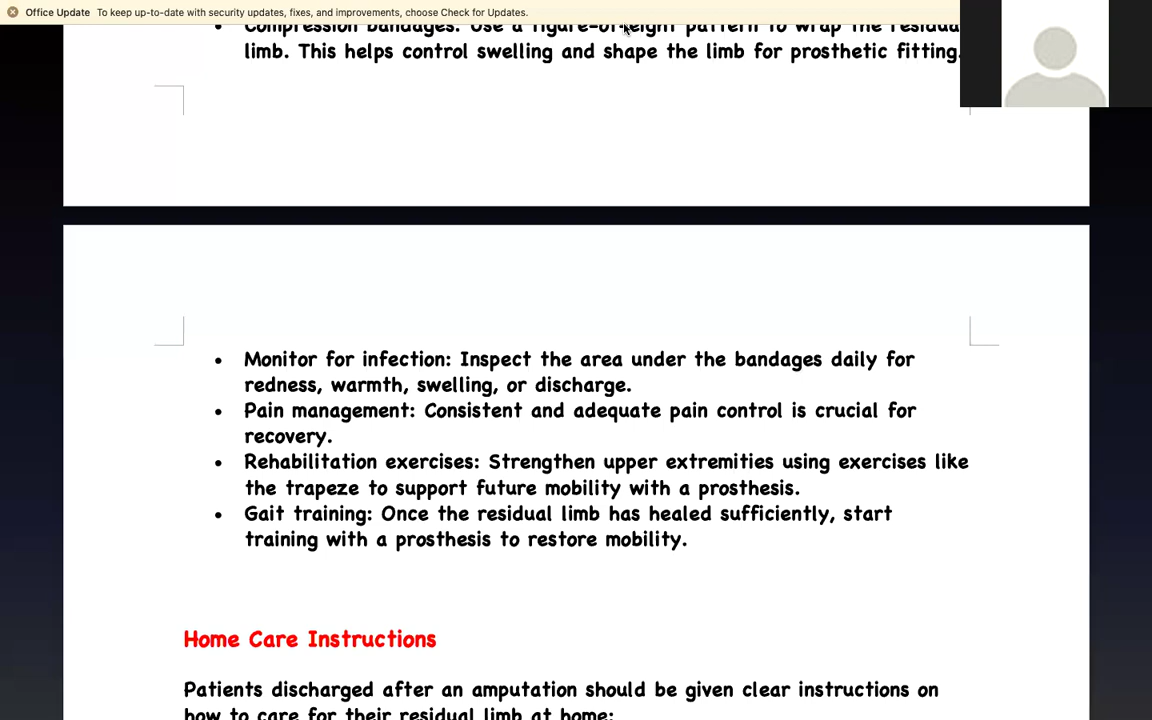 Office Update To keep up-to-date with security updates, fixes, and improvements, choose Check for Updates.
• Compression bandages: Use a figure-of-eight pattern to wrap the residual
limb. This helps control swelling and shape the limb for prosthetic fitting.
• Monitor for infection: Inspect the area under the bandages daily for
redness, warmth, swelling, or discharge.
• Pain management: Consistent and adequate pain control is crucial for
recovery.
• Rehabilitation exercises: Strengthen upper extremities using exercises like
the trapeze to support future mobility with a prosthesis.
• Gait training: Once the residual limb has healed sufficiently, start
training with a prosthesis to restore mobility.
Home Care Instructions
Patients discharged after an amputation should be given clear instructions on
how to care for their residual limb at home: